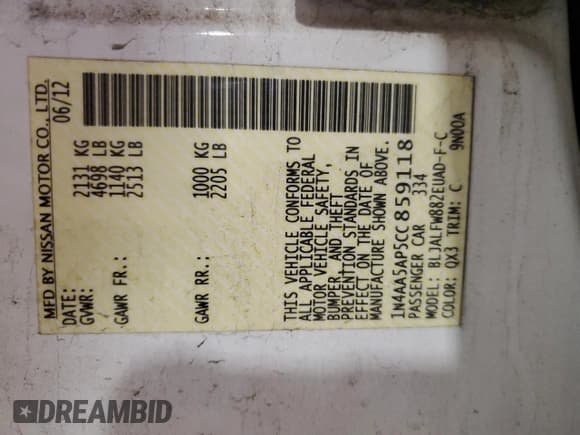 MFD BY NISSAN MOTOR CO., LTD.
DATE: 06/12
GVWR: 2131 KG
4698 LB
GAWR FR.: 1140 KG
2513 LB
GAWR RR.: 1000 KG
2205 LB
THIS VEHICLE CONFORMS TO
ALL APPLICABLE FEDERAL
MOTOR VEHICLE SAFETY,
BUMPER, AND THEFT
PREVENTION STANDARDS IN
EFFECT ON THE DATE OF
MANUFACTURE SHOWN ABOVE.
1N4AA5AP5CC859118
PASSENGER CAR 334
MODEL: BLJALFW882EUAD-F-C
COLOR: QX3 TRIM: C 9N00A
DREAMBID